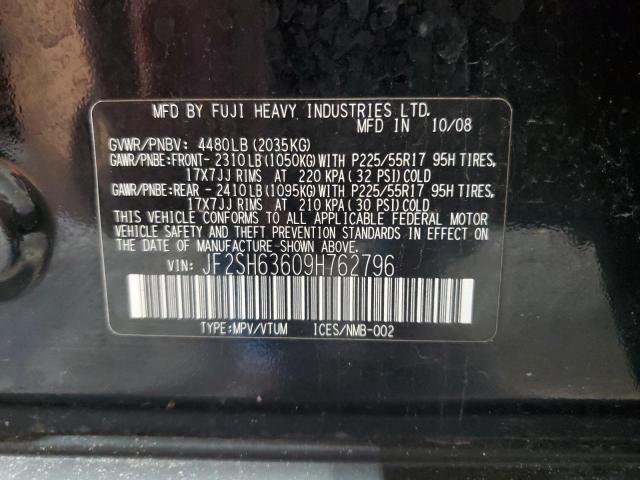 MFD BY FUJI HEAVY INDUSTRIES LTD.
MFD IN 10/08
GVWR/PNBV: 4480LB(2035KG)
GAWR/PNBE:FRONT-2310LB(1050KG)WITH P225/55R17 95H TIRES,
17X7JJ RIMS AT 220 KPA(32 PSI)COLD
GAWR/PNBE:REAR -2410LB(1095KG)WITH P225/55R17 95H TIRES,
17X7JJ RIMS AT 210 KPA(30 PSI)COLD
THIS VEHICLE CONFORMS TO ALL APPLICABLE FEDERAL MOTOR
VEHICLE SAFETY AND THEFT PREVENTION STANDARDS IN EFFECT
ON THE DATE OF MANUFACTURE SHOWN ABOVE.
VIN: JF2SH63609H762796
TYPE:MPV/VTUM ICES/NMB-002